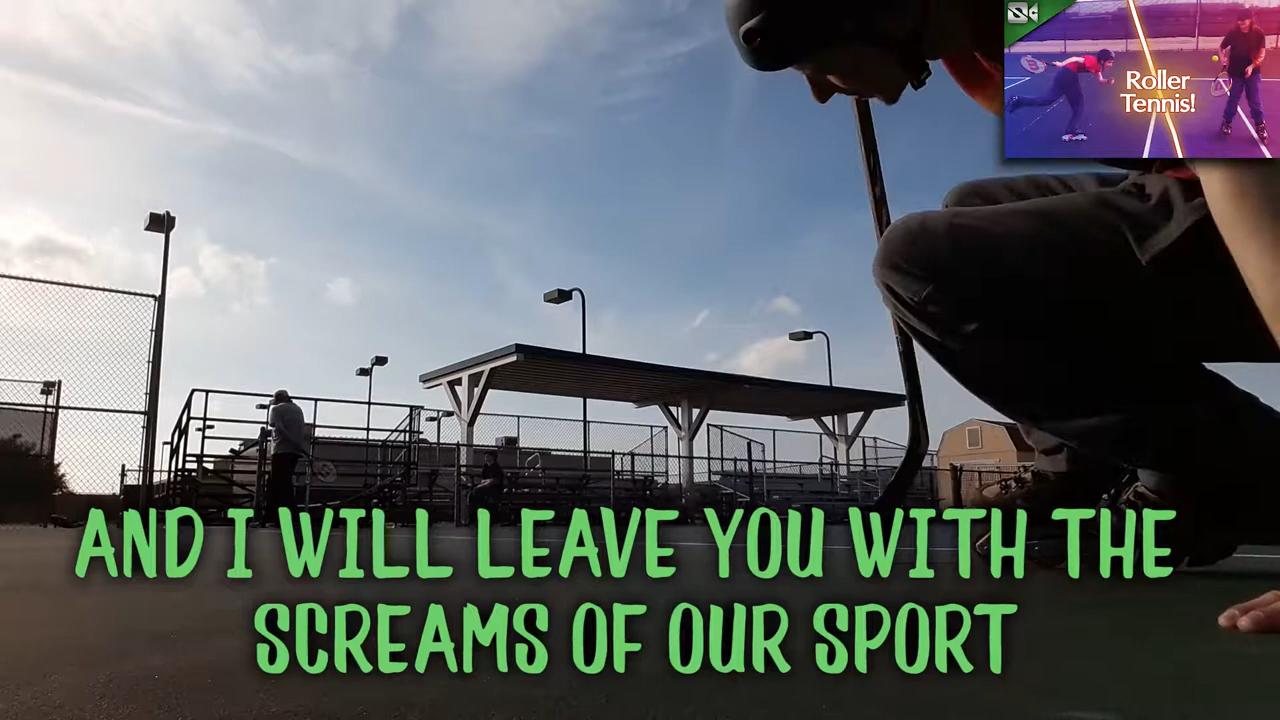 Roller
Tennis!
AND I WILL LEAVE YOU WITH THE
SCREAMS OF OUR SPORT